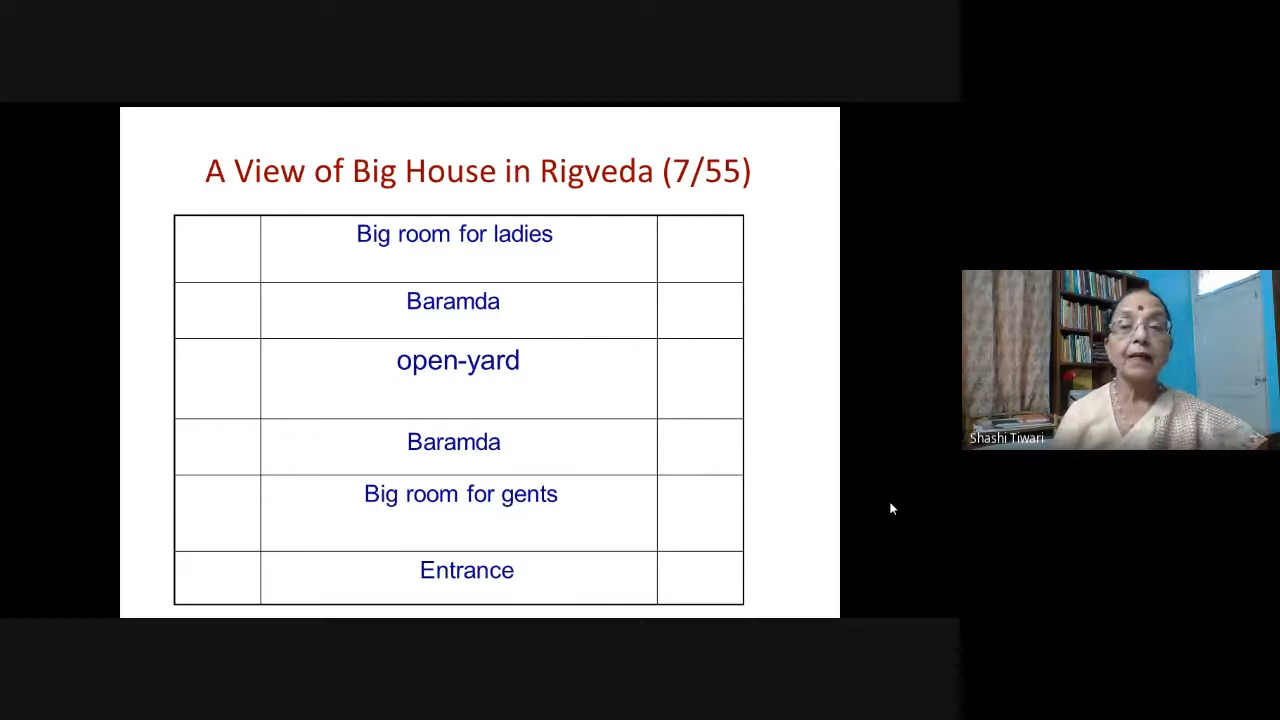 A View of Big House in Rigveda (7/55)
Big room for ladies
Baramda
open-yard
Baramda
Big room for gents
Entrance
Shashi Tiwari